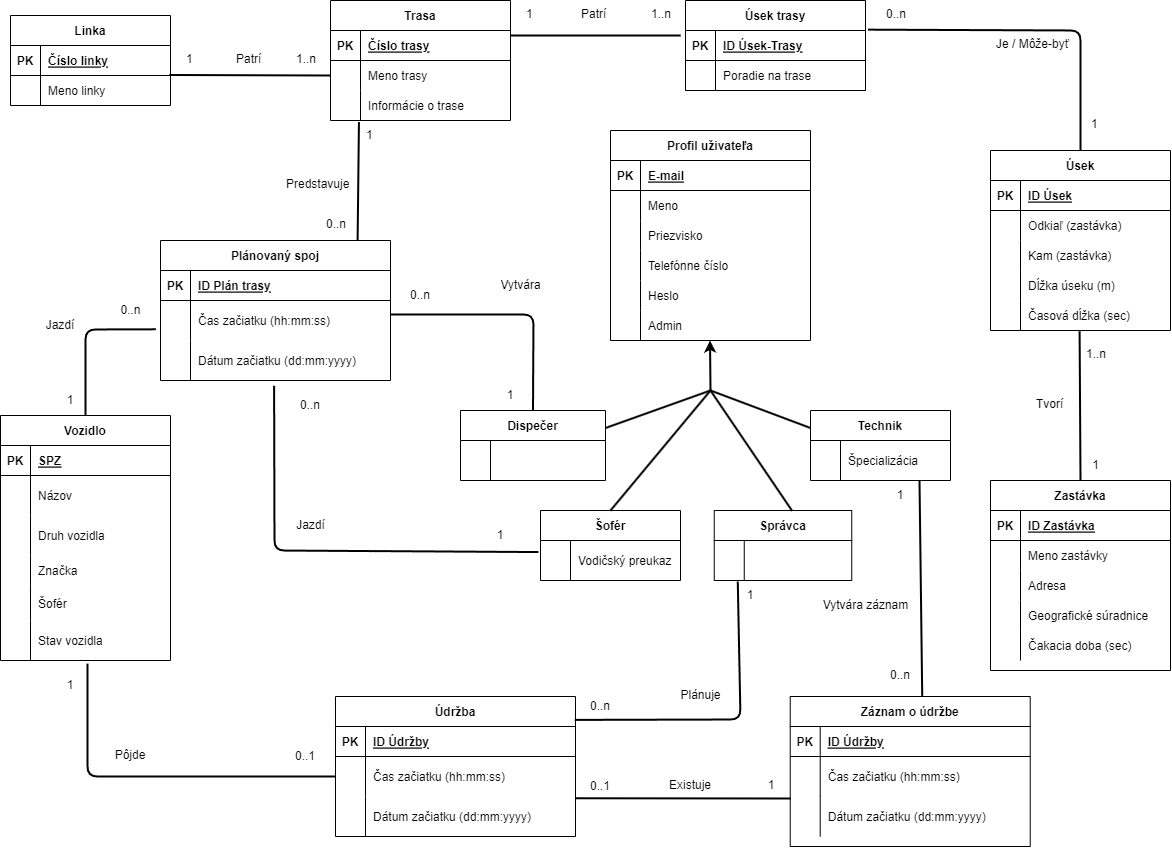 Linka
PK Číslo linky
Meno linky
1 Patrí 1..n
Trasa
PK Číslo trasy
Meno trasy
Informácie o trase
1 Patrí 1..n
Úsek trasy
PK ID Úsek-Trasy
Poradie na trase
0..n
Je / Môže-byť
1
Úsek
PK ID Úsek
Odkiaľ (zastávka)
Kam (zastávka)
Dĺžka úseku (m)
Časová dĺžka (sec)
1..n
Tvorí
1
Zastávka
PK ID Zastávka
Meno zastávky
Adresa
Geografické súradnice
Čakacia doba (sec)
1
Predstavuje
0..n
Profil uživateľa
PK E-mail
Meno
Priezvisko
Telefónne číslo
Heslo
Admin
Plánovaný spoj
PK ID Plán trasy
Čas začiatku (hh:mm:ss)
Dátum začiatku (dd:mm:yyyy)
0..n
Vytvára
1
Dispečer
Technik
Špecializácia
0..n
Jazdí
1
Vozidlo
PK SPZ
Názov
Druh vozidla
Značka
Šofér
Stav vozidla
0..n
Jazdí
1
Šofér
Vodičský preukaz
Správca
1
Vytvára záznam
0..n
1
Plánuje
0..n
1
Pôjde
0..1
Údržba
PK ID Údržby
Čas začiatku (hh:mm:ss)
Dátum začiatku (dd:mm:yyyy)
0..1 Existuje 1
Záznam o údržbe
PK ID Údržby
Čas začiatku (hh:mm:ss)
Dátum začiatku (dd:mm:yyyy)